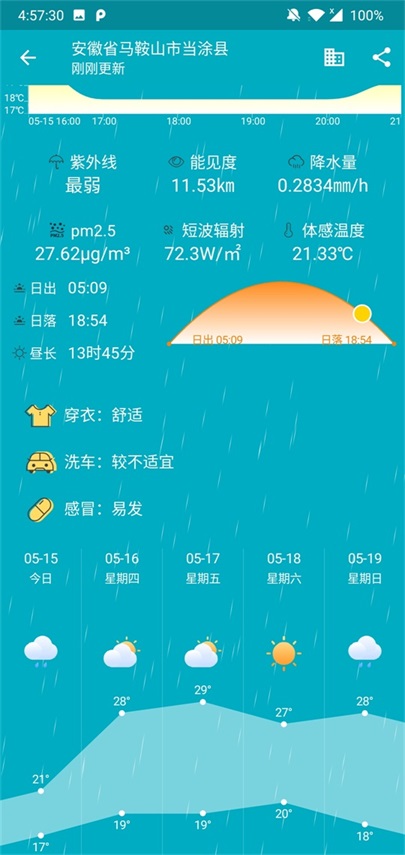 4:57:30
100%
安徽省马鞍山市当涂县
刚刚更新
18℃
17℃
05-15 16:00 17:00 18:00 19:00 20:00 21
紫外线 能见度 降水量
最弱 11.53km 0.2834mm/h
pm2.5 短波辐射 体感温度
27.62μg/m³ 72.3W/㎡ 21.33℃
日出 05:09
日落 18:54
昼长 13时45分
日出 05:09 日落 18:54
穿衣：舒适
洗车：较不适宜
感冒：易发
05-15 05-16 05-17 05-18 05-19
今日 星期四 星期五 星期六 星期日
21° 28° 29° 27° 28°
17° 19° 19° 20° 18°